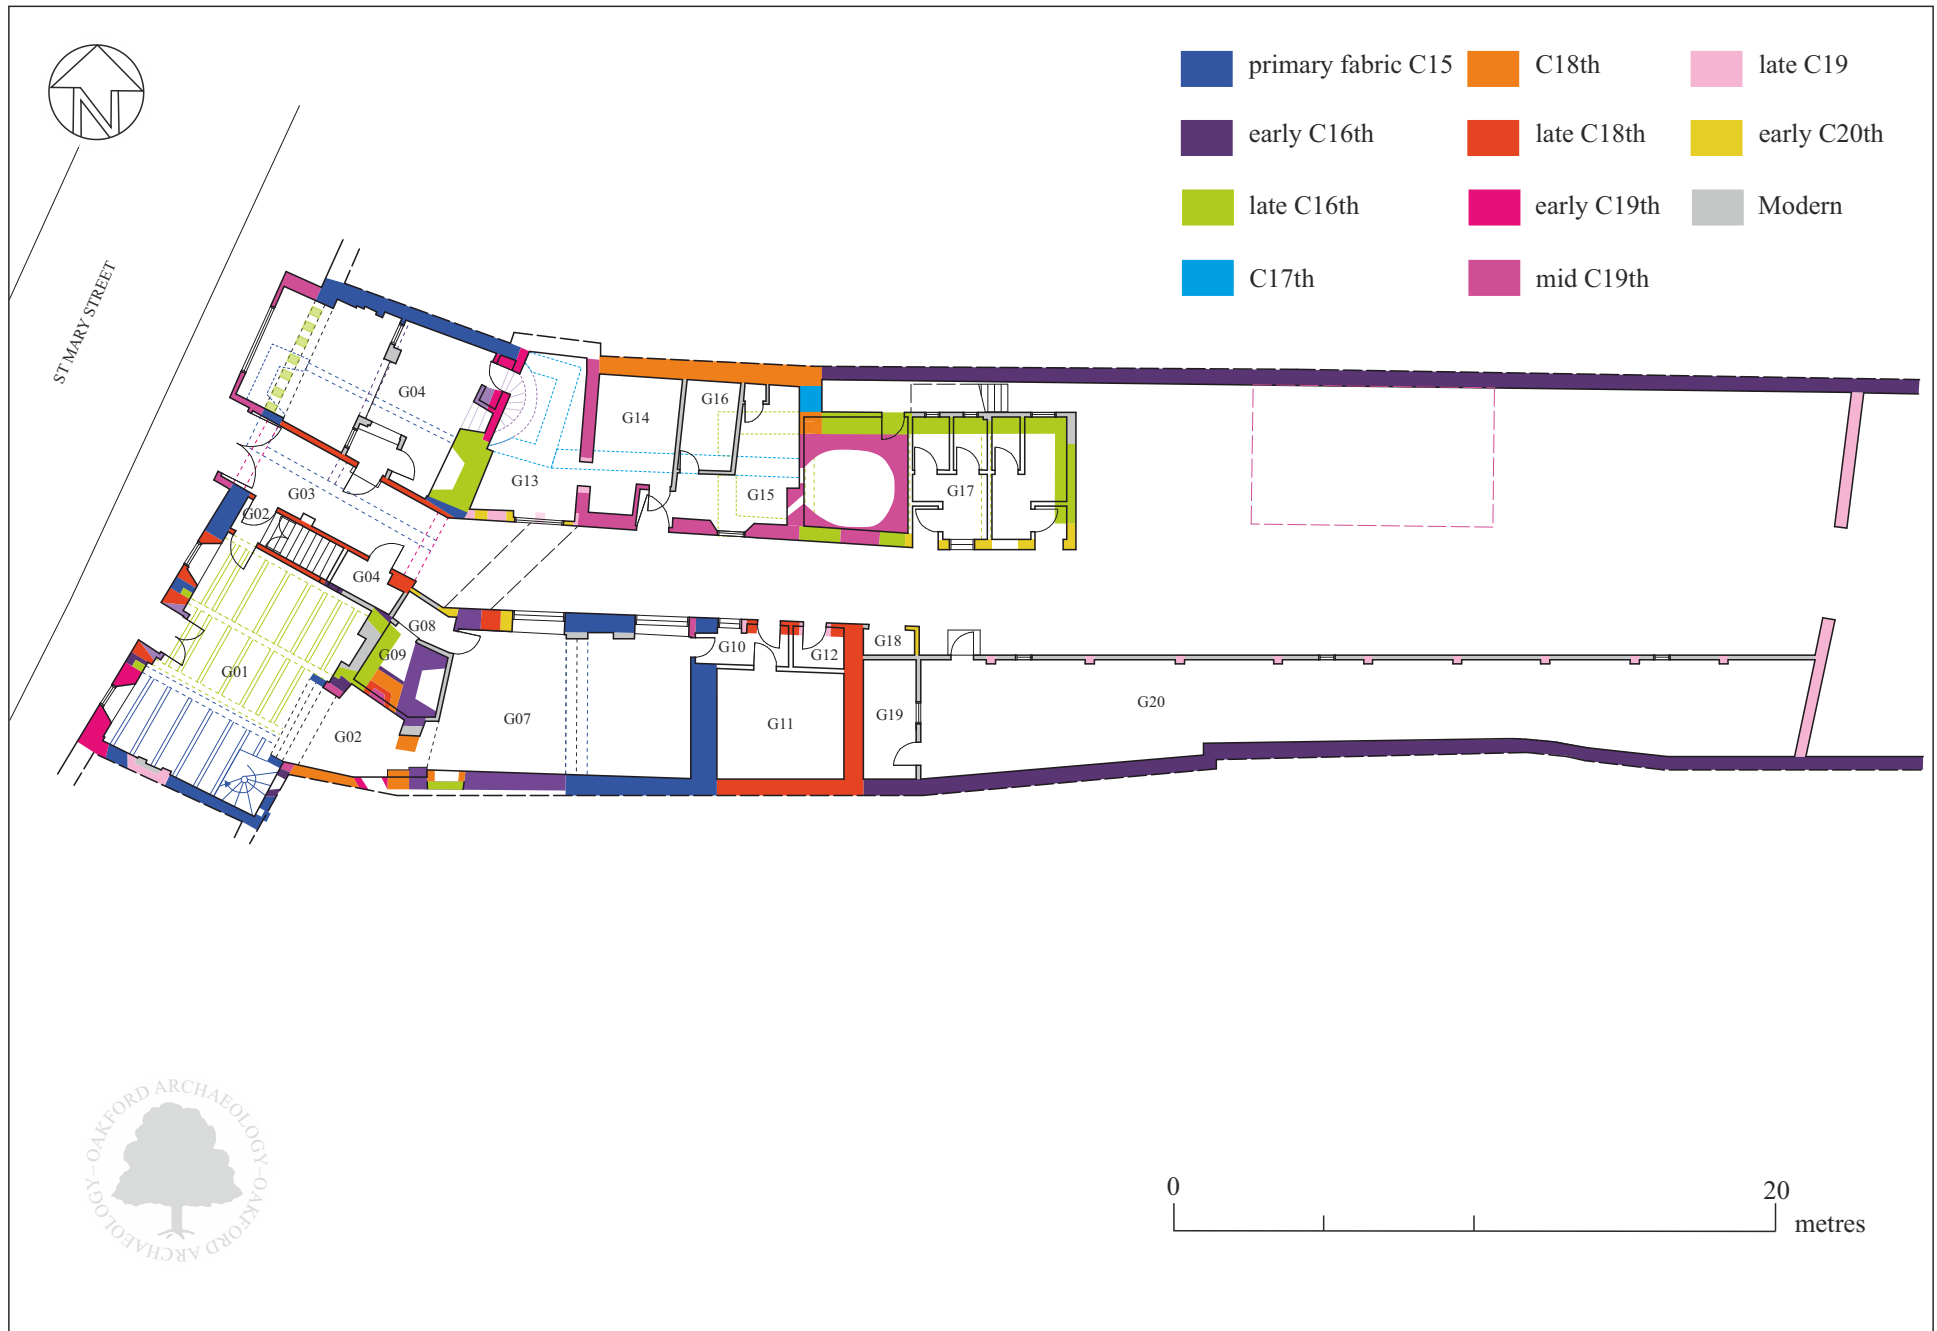 N
primary fabric C15
C18th
late C19
early C16th
late C18th
early C20th
late C16th
early C19th
Modern
C17th
mid C19th
ST MARY STREET
G04
G14
G16
G13
G15
G17
G03
G02
G04
G08
G09
G10
G12
G18
G01
G02
G07
G11
G19
G20
OAKFORD ARCHAEOLOGY–OAKFORD ARCHAEOLOGY–
0
20
metres